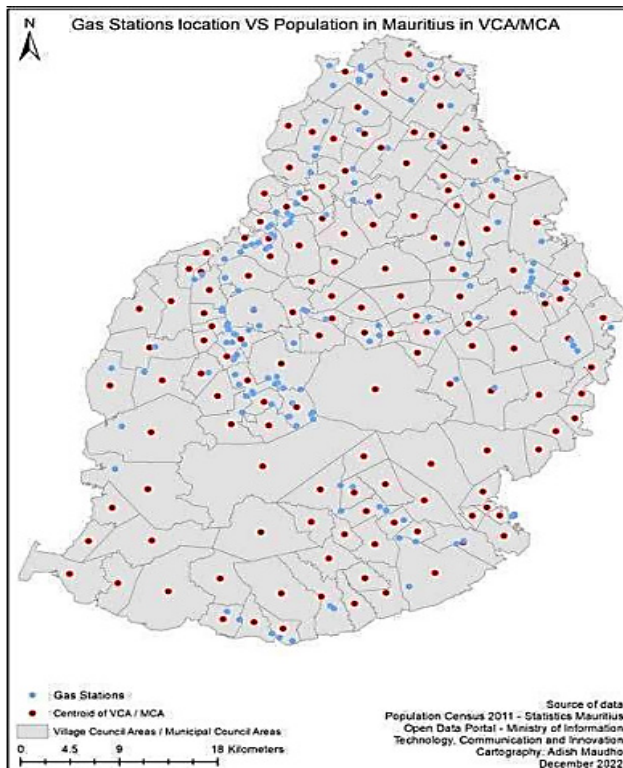 Gas Stations location VS Population in Mauritius in VCA/MCA
N
Gas Stations
Centroid of VCA / MCA
Village Council Areas / Municipal Council Areas
0 4.5 9 18 Kilometers
Source of data
Population Census 2011 - Statistics Mauritius
Open Data Portal - Ministry of Information
Technology, Communication and Innovation
Cartography: Adish Maudho
December 2022